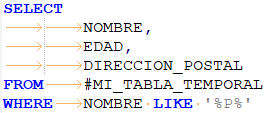 SELECT
NOMBRE,
EDAD,
DIRECCION_POSTAL
FROM #MI_TABLA_TEMPORAL
WHERE NOMBRE LIKE '%P%'